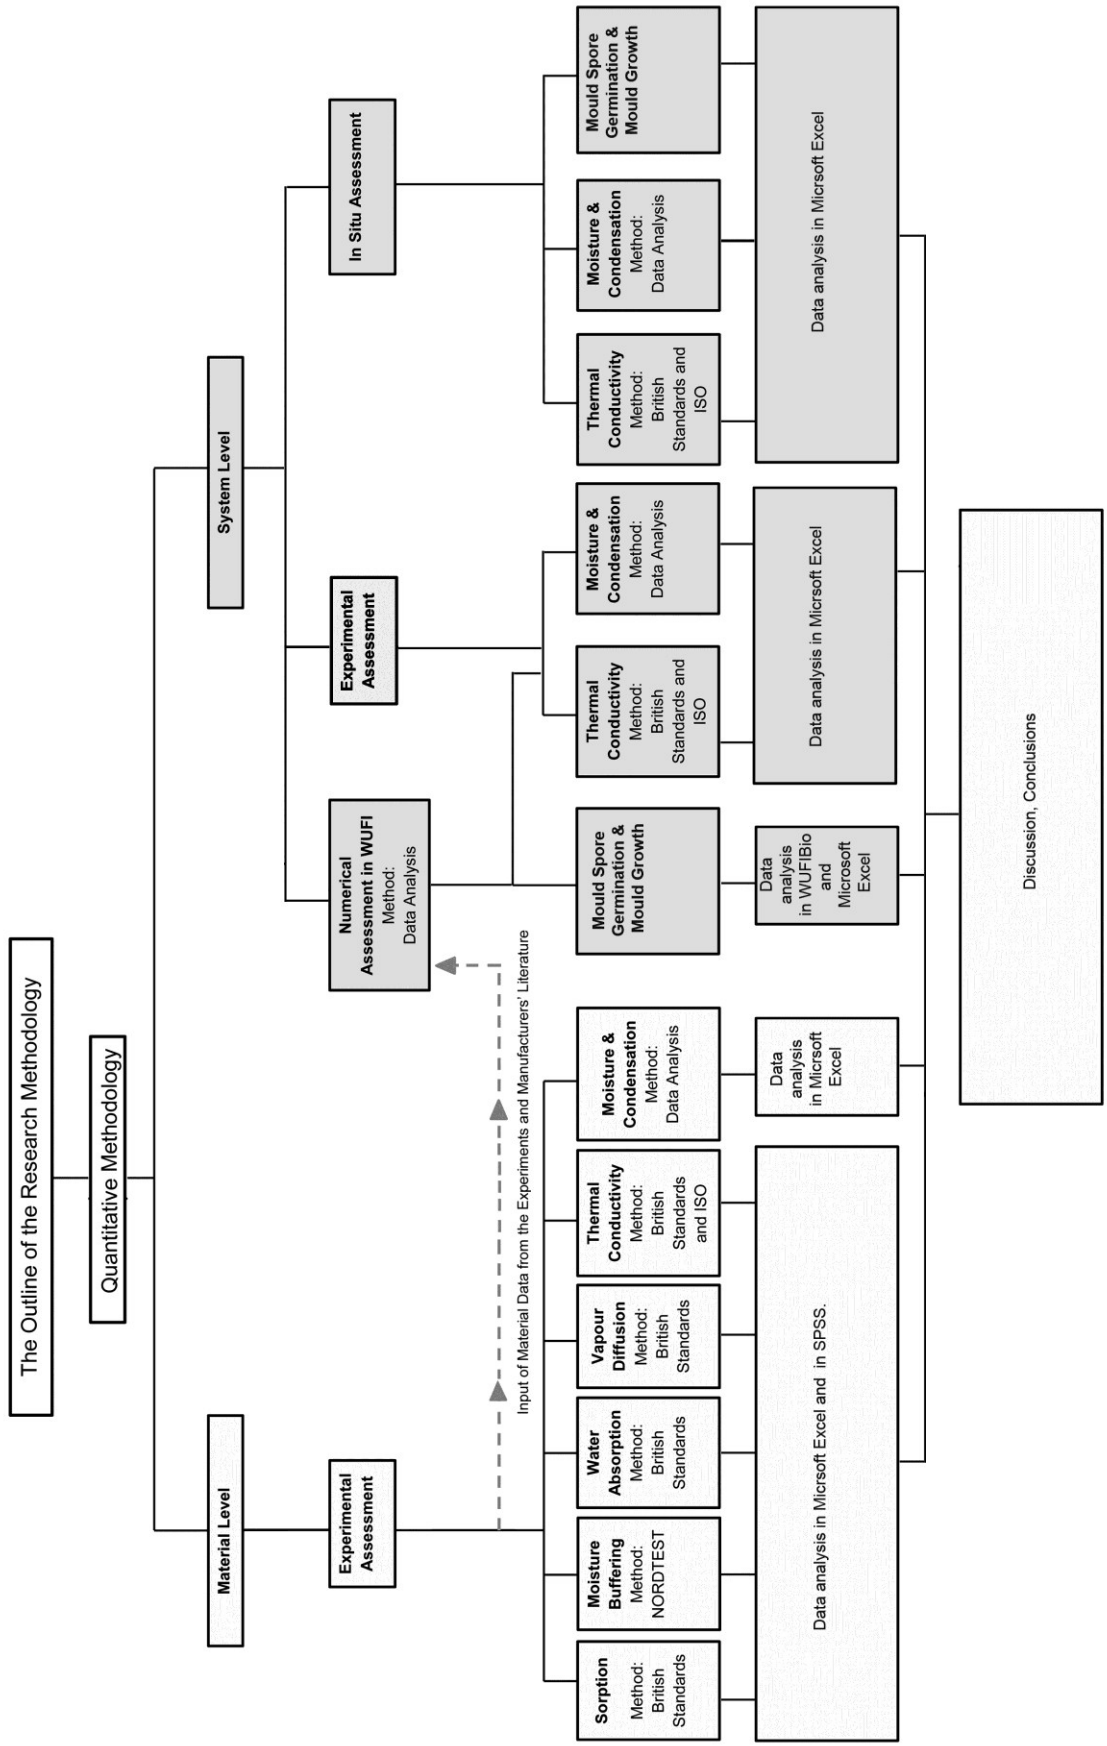 The Outline of the Research Methodology
Quantitative Methodology
Material Level
System Level
Experimental
Assessment
Numerical
Assessment in WUFI
Method:
Data Analysis
Experimental
Assessment
In Situ Assessment
Input of Material Data from the Experiments and Manufacturers' Literature
Sorption
Method:
British
Standards
Moisture
Buffering
Method:
NORDTEST
Water
Absorption
Method:
British
Standards
Vapour
Diffusion
Method:
British
Standards
Thermal
Conductivity
Method:
British
Standards
and ISO
Moisture &
Condensation
Method:
Data Analysis
Mould Spore
Germination &
Mould Growth
Thermal
Conductivity
Method:
British
Standards and
ISO
Moisture &
Condensation
Method:
Data Analysis
Thermal
Conductivity
Method:
British
Standards and
ISO
Moisture &
Condensation
Method:
Data Analysis
Mould Spore
Germination &
Mould Growth
Data analysis in Micrsoft Excel and in SPSS.
Data
analysis
in Micrsoft
Excel
Data
analysis
in WUFIBio
and
Microsoft
Excel
Data analysis in Micrsoft Excel
Data analysis in Micrsoft Excel
Discussion, Conclusions